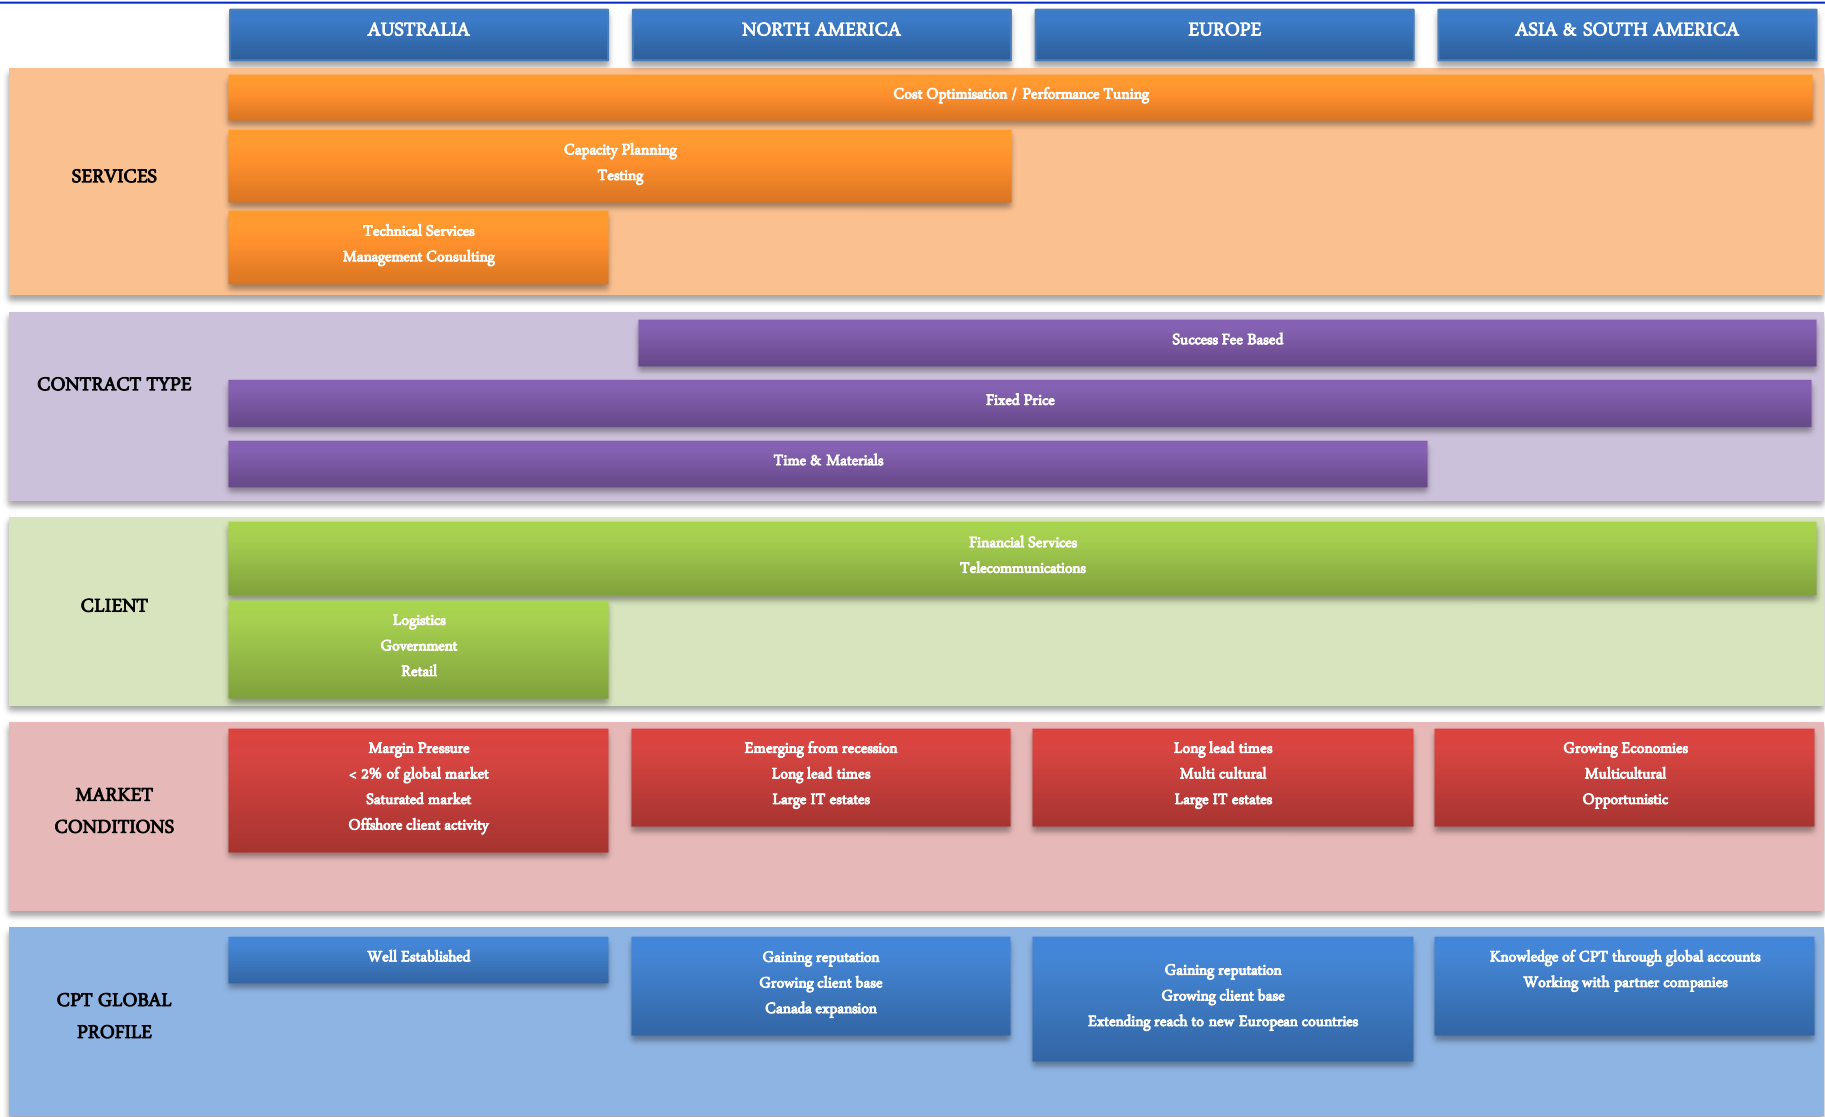 AUSTRALIA
NORTH AMERICA
EUROPE
ASIA & SOUTH AMERICA
SERVICES
Cost Optimisation / Performance Tuning
Capacity Planning
Testing
Technical Services
Management Consulting
CONTRACT TYPE
Success Fee Based
Fixed Price
Time & Materials
CLIENT
Financial Services
Telecommunications
Logistics
Government
Retail
MARKET
CONDITIONS
Margin Pressure
< 2% of global market
Saturated market
Offshore client activity
Emerging from recession
Long lead times
Large IT estates
Long lead times
Multi cultural
Large IT estates
Growing Economies
Multicultural
Opportunistic
CPT GLOBAL
PROFILE
Well Established
Gaining reputation
Growing client base
Canada expansion
Gaining reputation
Growing client base
Extending reach to new European countries
Knowledge of CPT through global accounts
Working with partner companies